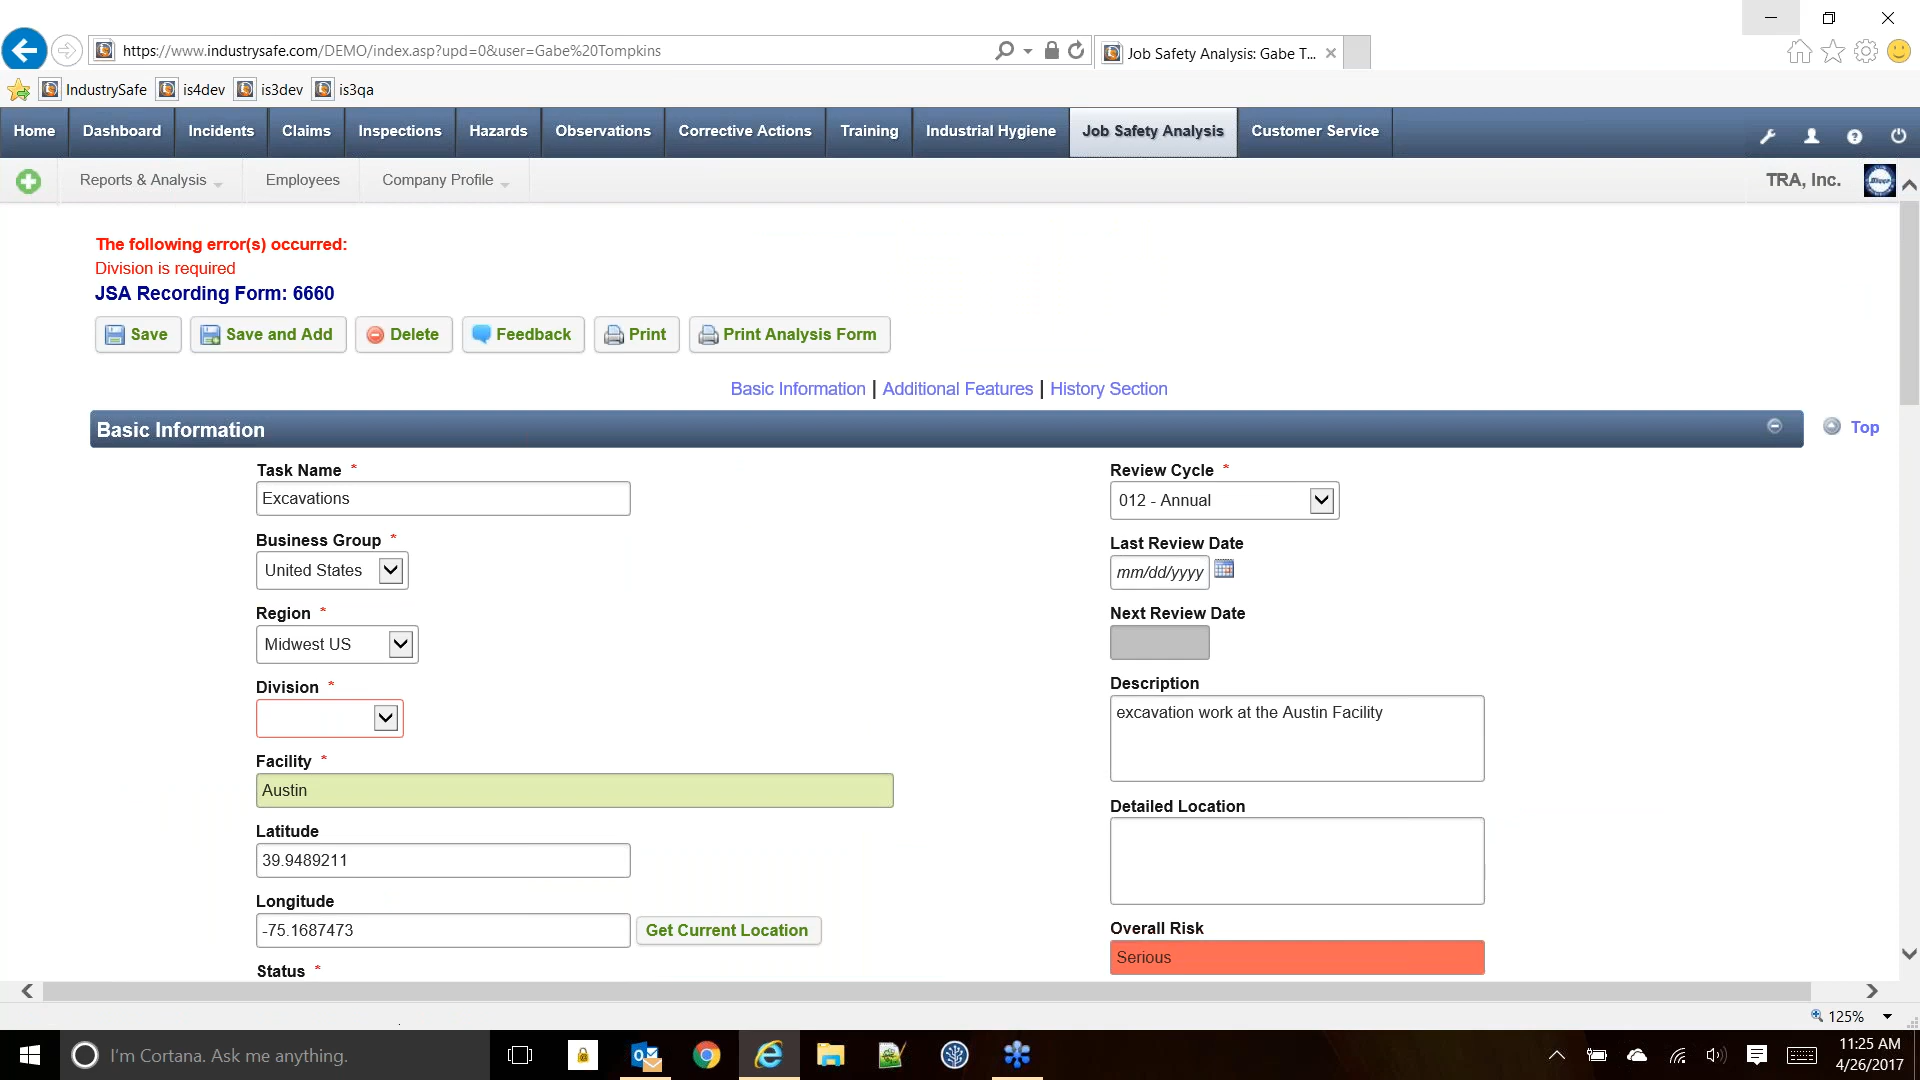 https://www.industrysafe.com/DEMO/index.asp?upd=0&user=Gabe%20Tompkins
Job Safety Analysis: Gabe T...
IndustrySafe is4dev is3dev is3qa
Home Dashboard Incidents Claims Inspections Hazards Observations Corrective Actions Training Industrial Hygiene Job Safety Analysis Customer Service
Reports & Analysis Employees Company Profile TRA, Inc.
The following error(s) occurred:
Division is required
JSA Recording Form: 6660
Save Save and Add Delete Feedback Print Print Analysis Form
Basic Information | Additional Features | History Section
Basic Information
Top
Task Name *
Excavations
Business Group *
United States
Region *
Midwest US
Division *
Facility *
Austin
Latitude
39.9489211
Longitude
-75.1687473
Get Current Location
Status *
Review Cycle *
012 - Annual
Last Review Date
mm/dd/yyyy
Next Review Date
Description
excavation work at the Austin Facility
Detailed Location
Overall Risk
Serious
125%
I'm Cortana. Ask me anything.
11:25 AM
4/26/2017